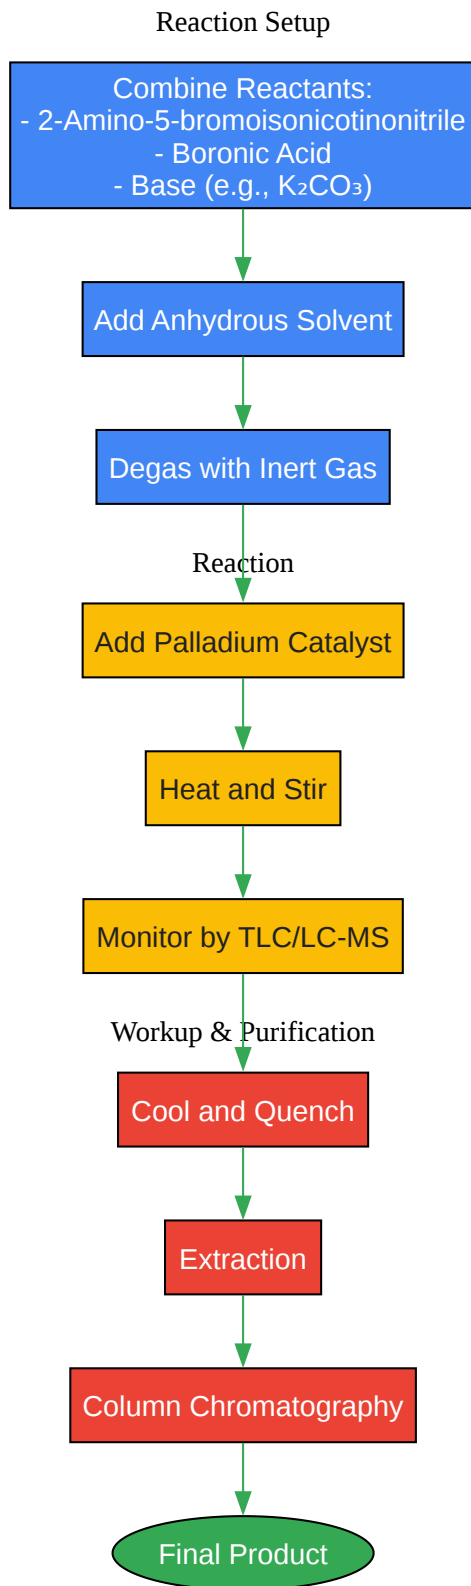 Reaction Setup
Combine Reactants:
- 2-Amino-5-bromoisonicotinonitrile
- Boronic Acid
- Base (e.g., K₂CO₃)
Add Anhydrous Solvent
Degas with Inert Gas
Reaction
Add Palladium Catalyst
Heat and Stir
Monitor by TLC/LC-MS
Workup & Purification
Cool and Quench
Extraction
Column Chromatography
Final Product